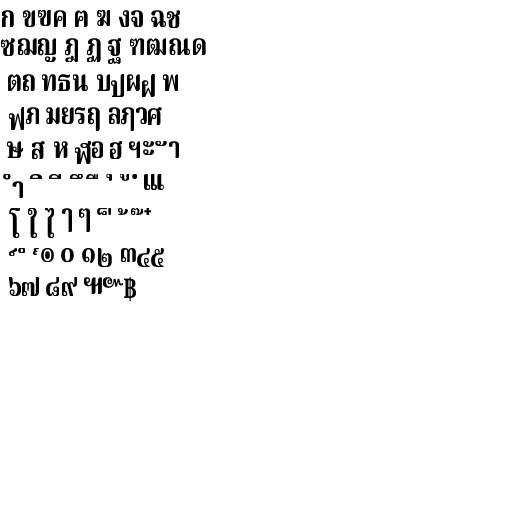 ก ขฃค ฅ ฆ งจ ฉช
ซฌญ ฎ ฏ ฐ ฑฒณด
ตถ ทธน บปผฝ พ
ฟภ มยรฤ ลฦวศ
ษ ส ห ฬอ ฮ ฯะ ั า
ำ ิ ี ึ ื ุ ู ฺ เแ
โ ใ ไ ๅ ๆ ็ ่ ้ ๊ ๋
์ ํ ๎ ๏ ๐ ๑๒ ๓๔๕
๖๗ ๘๙ ๚๛฿